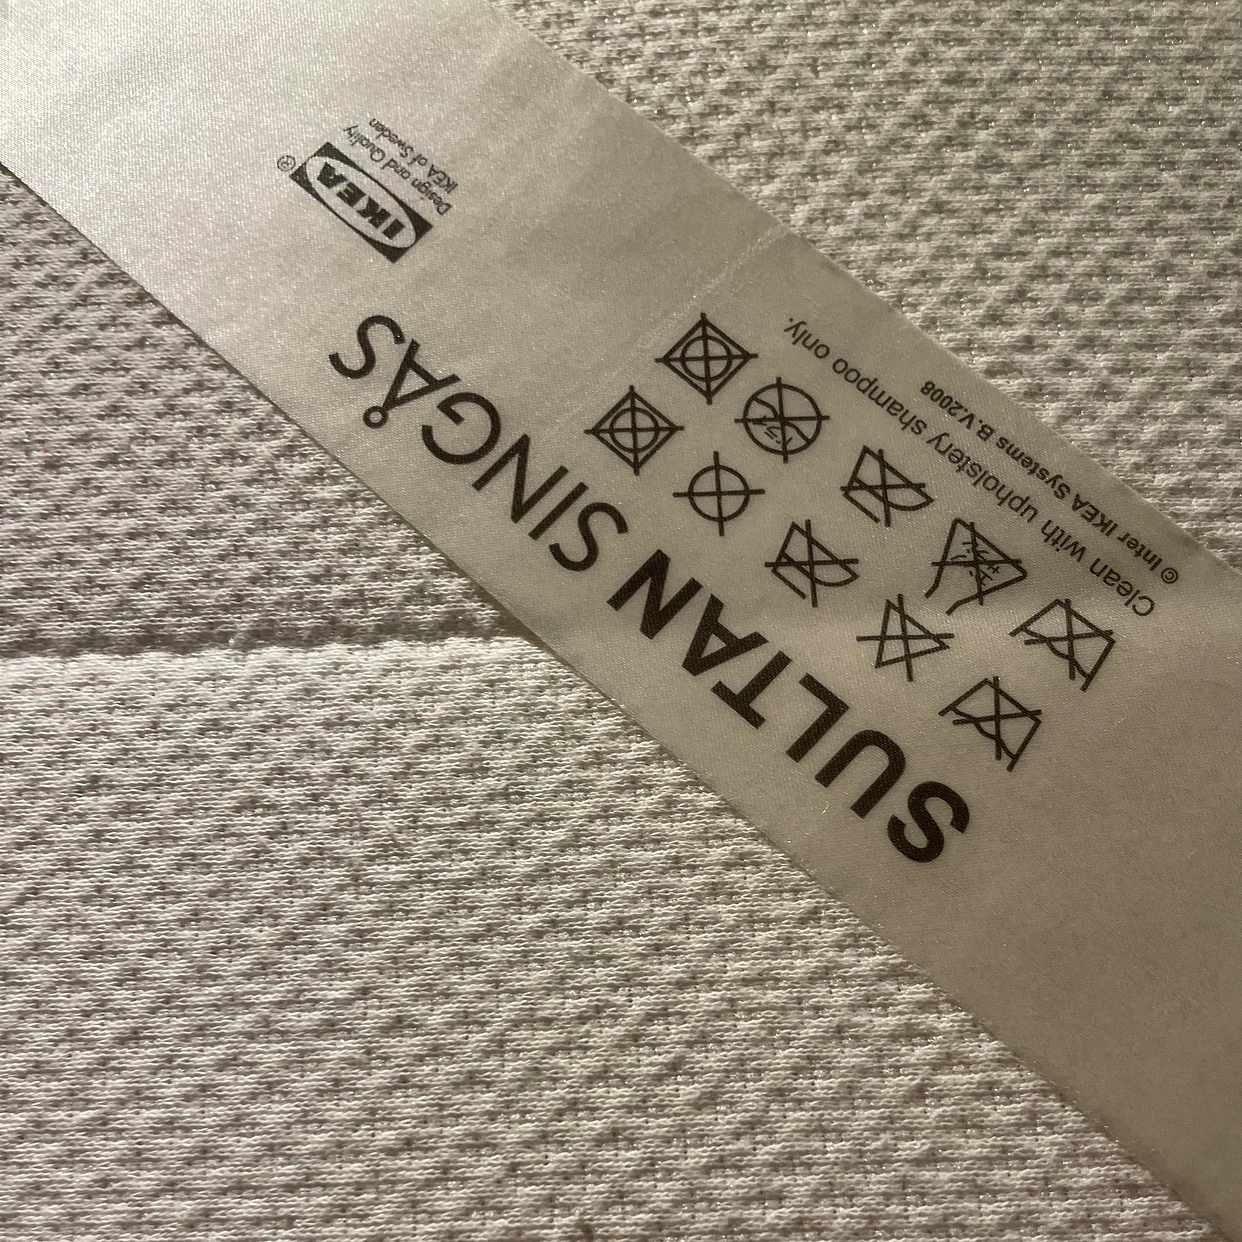 SULTAN SINGÅS
Clean with upholstery shampoo only.
© Inter IKEA Systems B.V.2008
IKEA®
Design and Quality
IKEA of Sweden